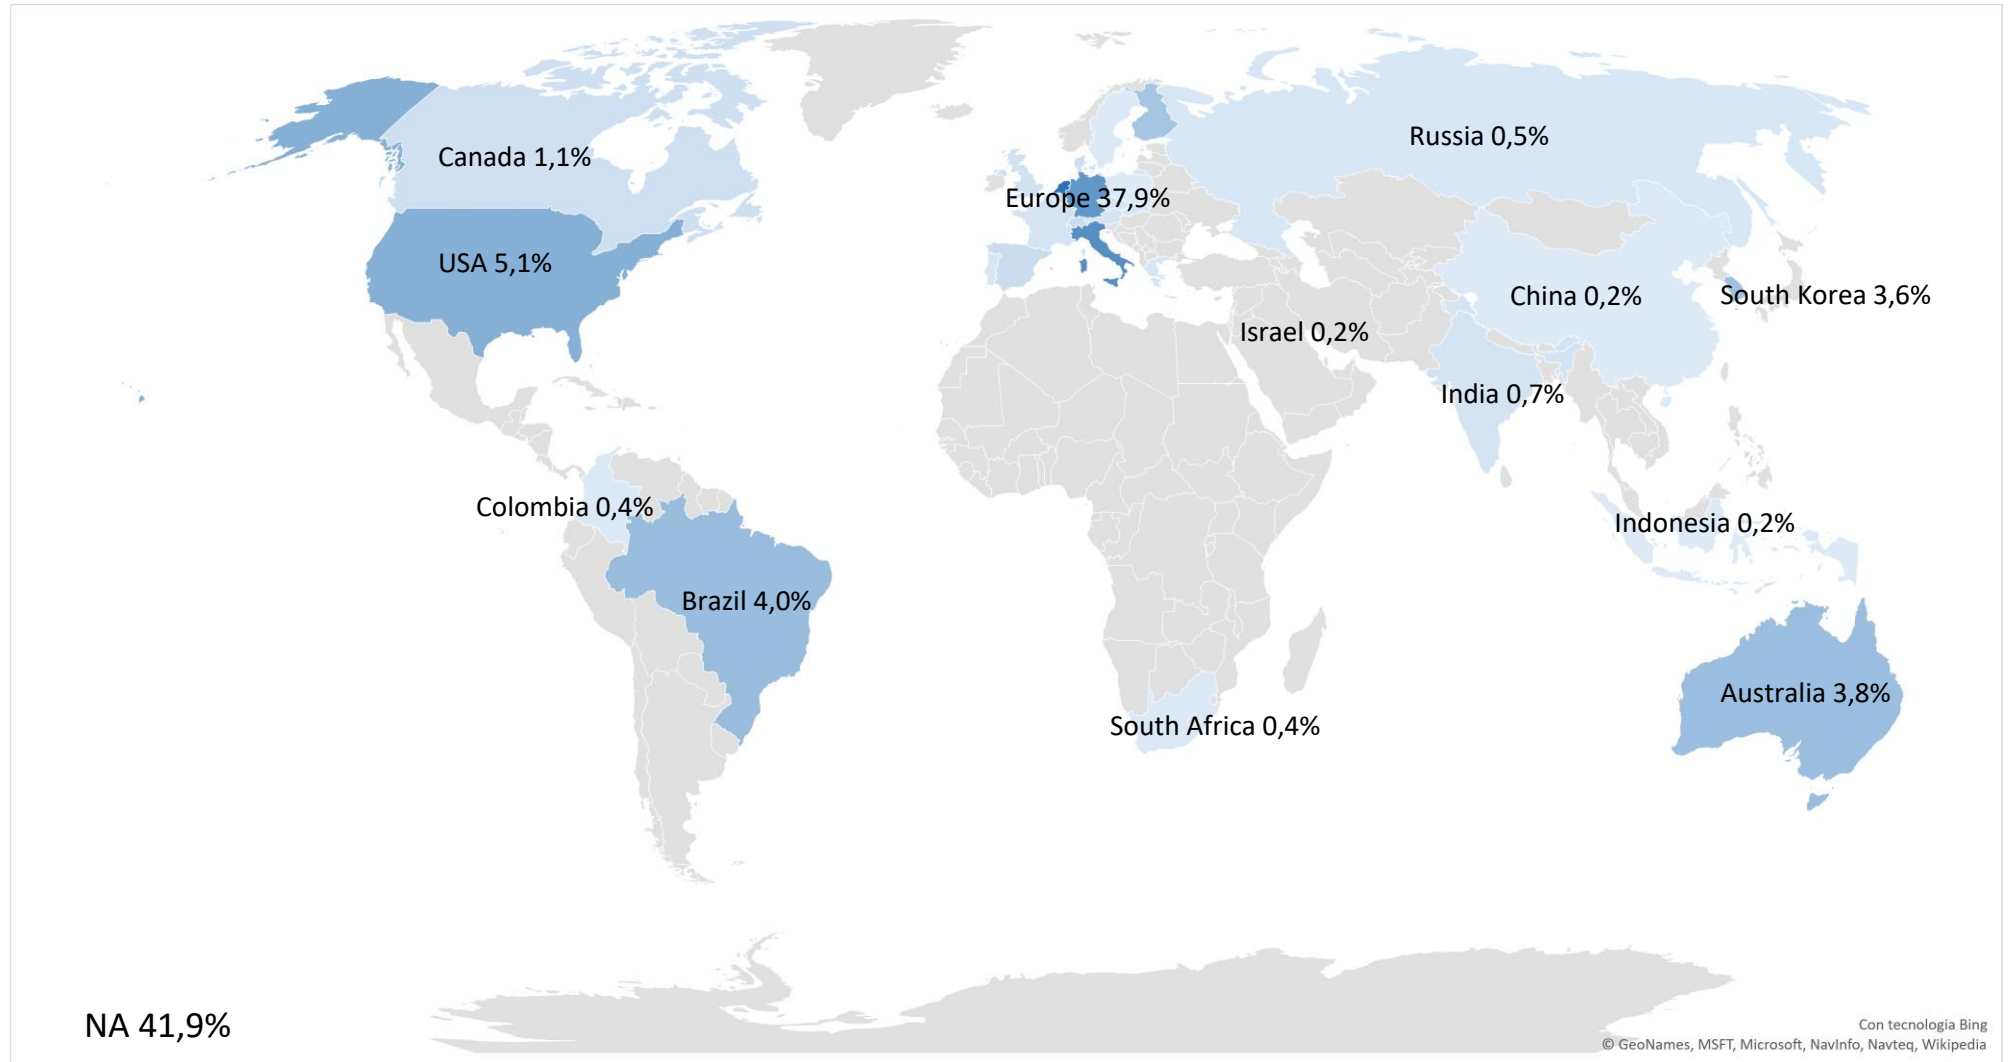 Russia 0,5%
Canada 1,1%
Europe 37,9%
USA 5,1%
China 0,2%
South Korea 3,6%
Israel 0,2%
India 0,7%
Colombia 0,4%
Indonesia 0,2%
Brazil 4,0%
Australia 3,8%
South Africa 0,4%
NA 41,9%
Con tecnologia Bing
© GeoNames, MSFT, Microsoft, NavInfo, Navteq, Wikipedia